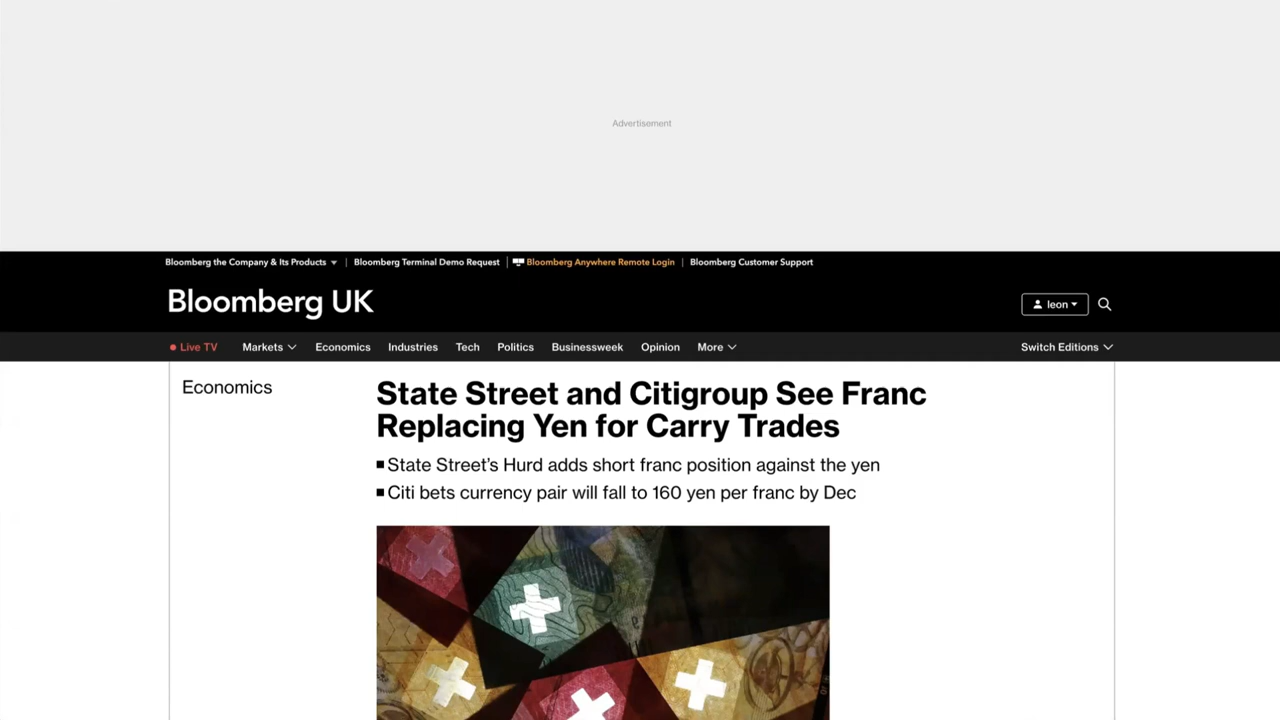 Advertisement
Bloomberg the Company & Its Products
Bloomberg Terminal Demo Request
Bloomberg Anywhere Remote Login
Bloomberg Customer Support
Bloomberg UK
leon
Live TV
Markets
Economics
Industries
Tech
Politics
Businessweek
Opinion
More
Switch Editions
Economics
State Street and Citigroup See Franc
Replacing Yen for Carry Trades
State Street's Hurd adds short franc position against the yen
Citi bets currency pair will fall to 160 yen per franc by Dec